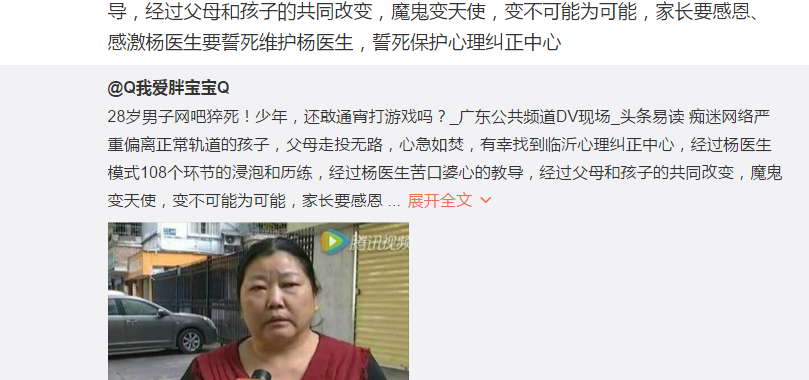 导，经过父母和孩子的共同改变，魔鬼变天使，变不可能为可能，家长要感恩、
感激杨医生要誓死维护杨医生，誓死保护心理纠正中心
@Q我爱胖宝宝Q
28岁男子网吧猝死！少年，还敢通宵打游戏吗？_广东公共频道DV现场_头条易读 痴迷网络严
重偏离正常轨道的孩子，父母走投无路，心急如焚，有幸找到临沂心理纠正中心，经过杨医生
模式108个环节的浸泡和历练，经过杨医生苦口婆心的教导，经过父母和孩子的共同改变，魔鬼
变天使，变不可能为可能，家长要感恩 ... 展开全文
腾讯视频